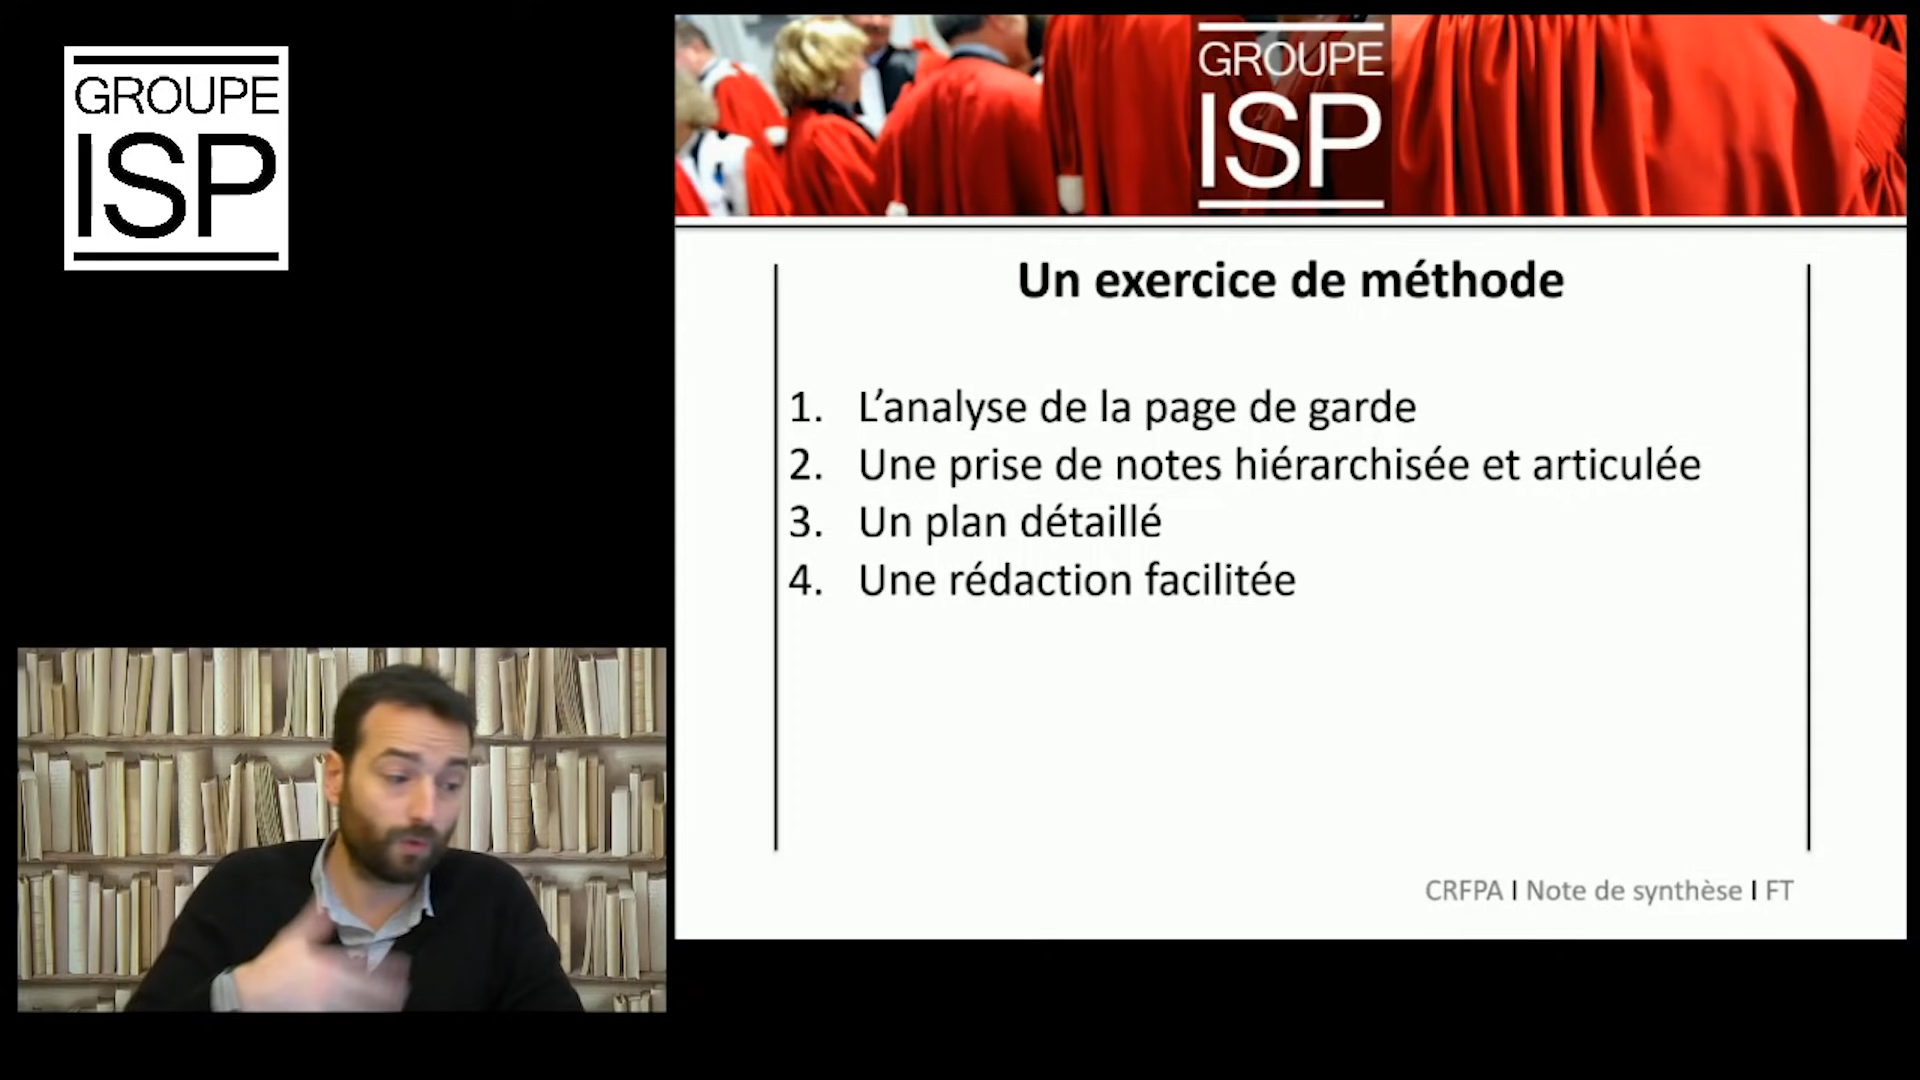 GROUPE
ISP
GROUPE
ISP
Un exercice de méthode
1. L’analyse de la page de garde
2. Une prise de notes hiérarchisée et articulée
3. Un plan détaillé
4. Une rédaction facilitée
CRFPA I Note de synthèse I FT